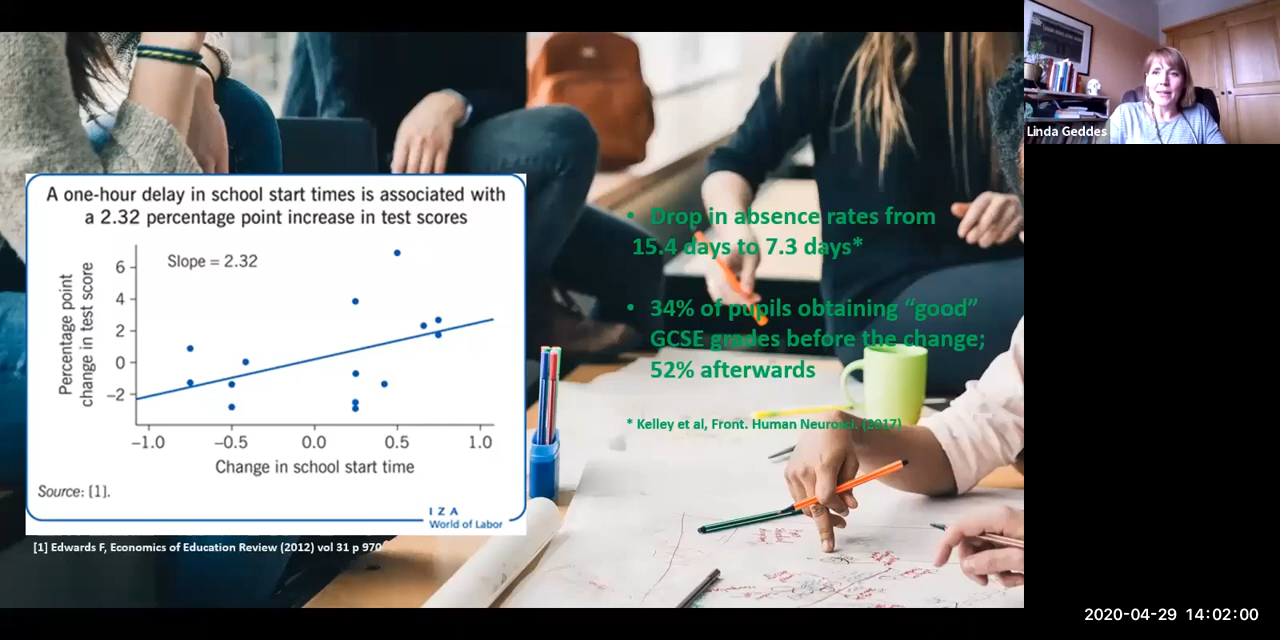 A one-hour delay in school start times is associated with
a 2.32 percentage point increase in test scores
Slope = 2.32
Percentage point
change in test score
6
4
2
0
−2
−1.0
−0.5
0.0
0.5
1.0
Change in school start time
Source: [1].
IZA
World of Labor
[1] Edwards F, Economics of Education Review (2012) vol 31 p 970
• Drop in absence rates from
15.4 days to 7.3 days*
• 34% of pupils obtaining “good”
GCSE grades before the change;
52% afterwards
* Kelley et al, Front. Human Neurosci. (2017)
Linda Geddes
2020-04-29 14:02:00